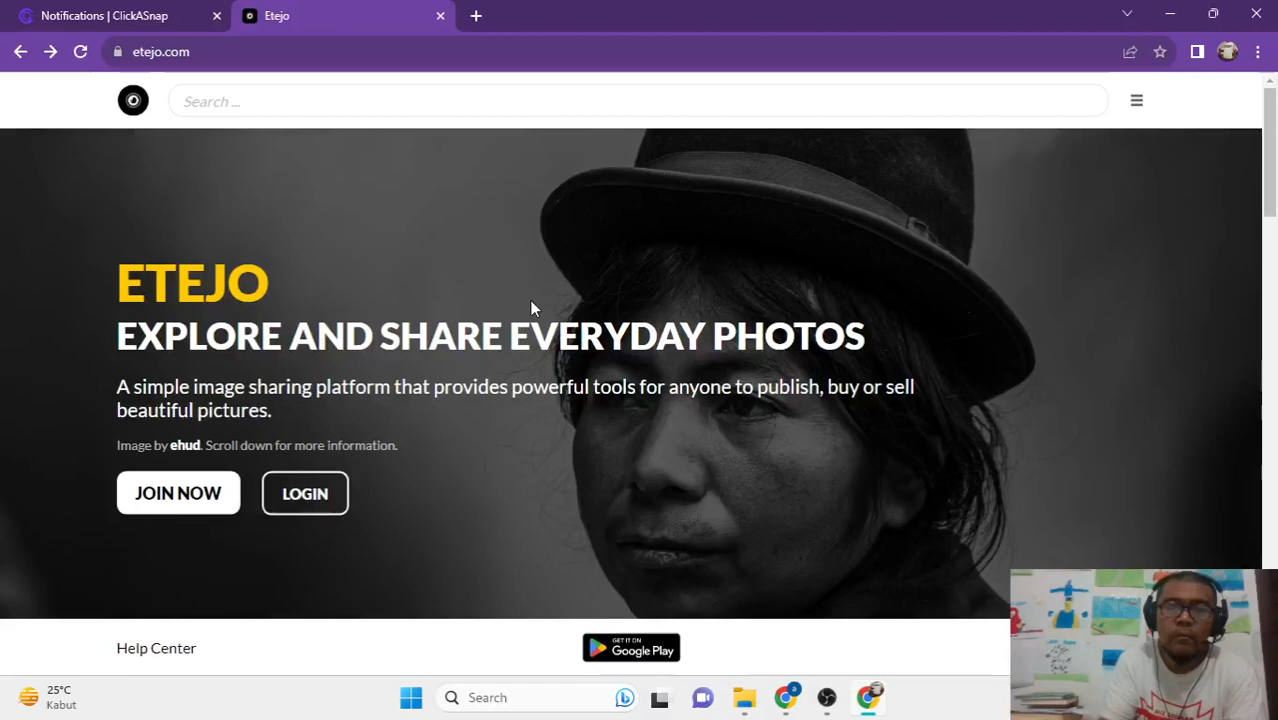 Notifications | ClickASnap
Etejo
etejo.com
Search ...
ETEJO
EXPLORE AND SHARE EVERYDAY PHOTOS
A simple image sharing platform that provides powerful tools for anyone to publish, buy or sell
beautiful pictures.
Image by ehud. Scroll down for more information.
JOIN NOW LOGIN
Help Center
GET IT ON
Google Play
25°C
Kabut
Search